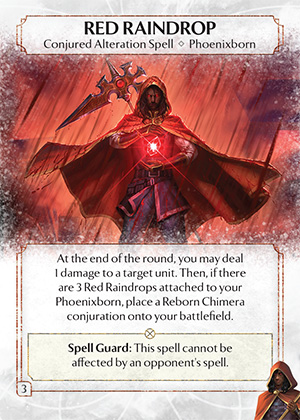 RED RAINDROP
Conjured Alteration Spell ◇ Phoenixborn
At the end of the round, you may deal
1 damage to a target unit. Then, if there
are 3 Red Raindrops attached to your
Phoenixborn, place a Reborn Chimera
conjuration onto your battlefield.
Spell Guard: This spell cannot be
affected by an opponent's spell.
3